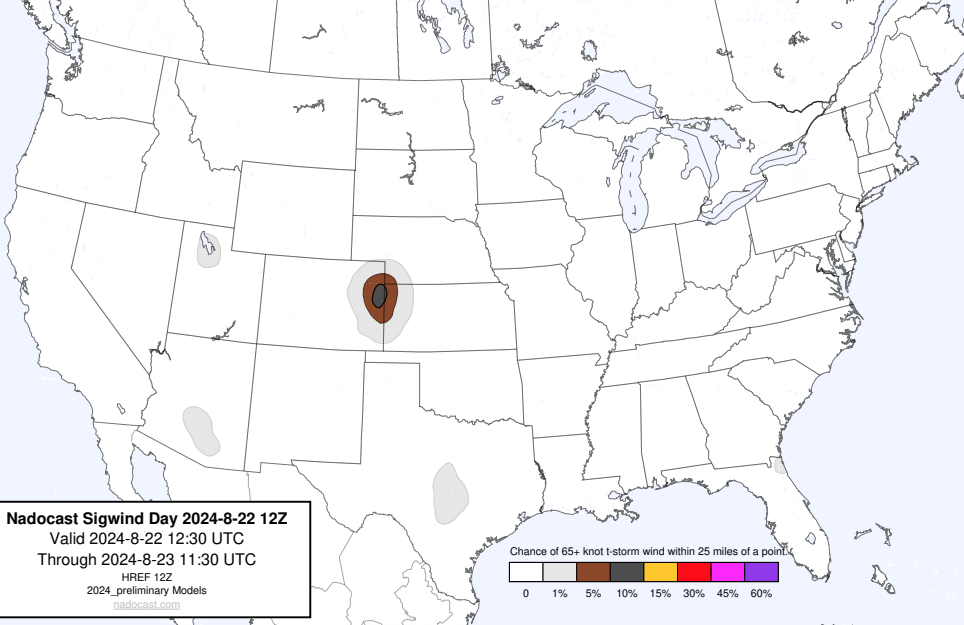 Nadocast Sigwind Day 2024-8-22 12Z
Valid 2024-8-22 12:30 UTC
Through 2024-8-23 11:30 UTC
HREF 12Z
2024_preliminary Models
nadocast.com
Chance of 65+ knot t-storm wind within 25 miles of a point.
0 1% 5% 10% 15% 30% 45% 60%